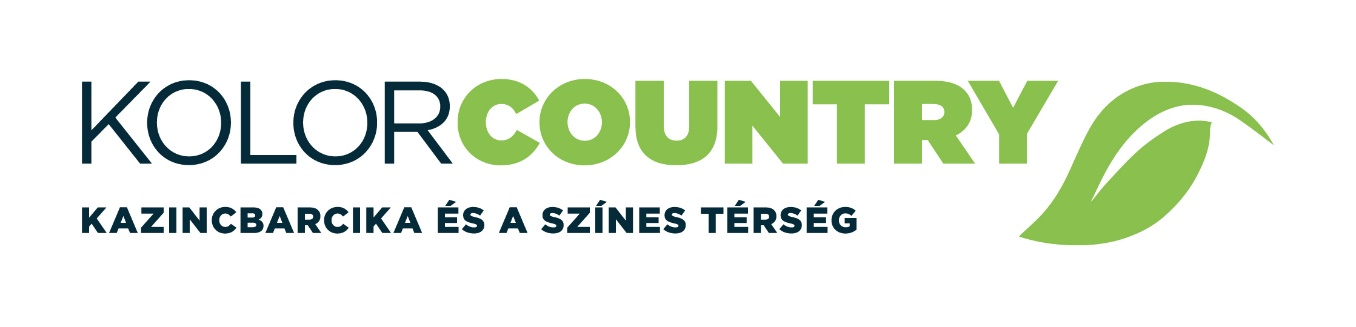 KOLORCOUNTRY
KAZINCBARCIKA ÉS A SZÍNES TÉRSÉG